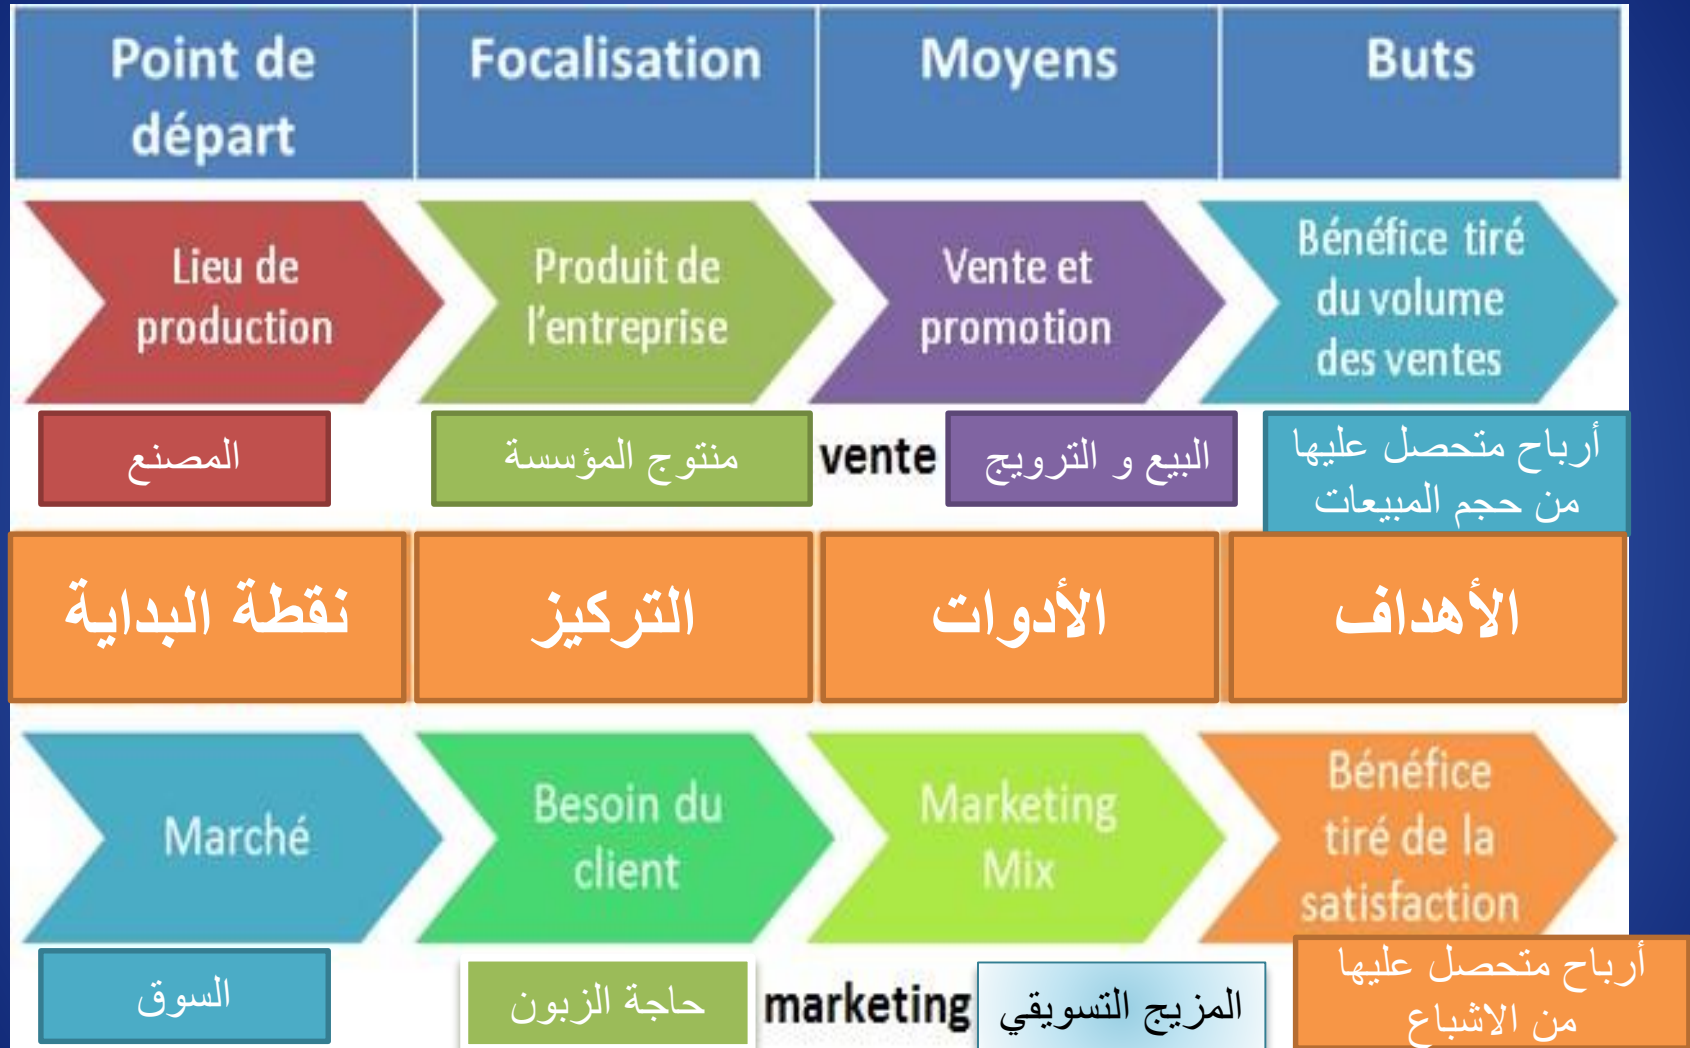 Point de
départ
Focalisation
Moyens
Buts
Lieu de
production
Produit de
l'entreprise
Vente et
promotion
Bénéfice tiré
du volume
des ventes
المصنع
منتوج المؤسسة
vente
البيع و الترويج
أرباح متحصل عليها
من حجم المبيعات
نقطة البداية
التركيز
الأدوات
الأهداف
Marché
Besoin du
client
Marketing
Mix
Bénéfice
tiré de la
satisfaction
السوق
حاجة الزبون
marketing
المزيج التسويقي
أرباح متحصل عليها
من الاشباع